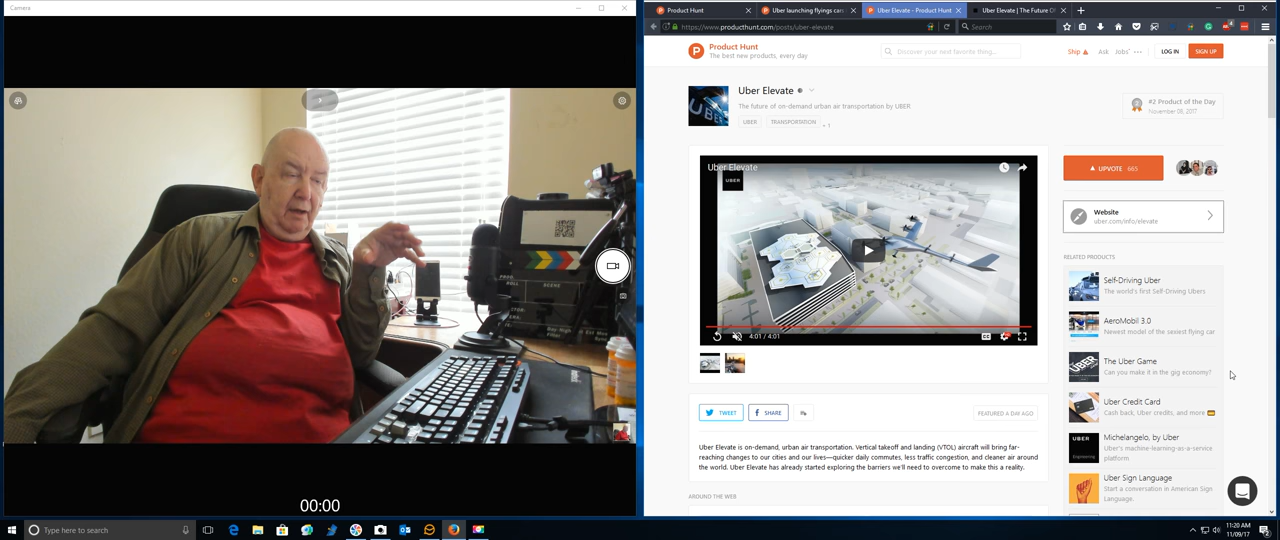 Camera
PROD.
ROLL
SCENE
DIRECTOR
CAMERA
00:00
Product Hunt
Uber launching flyings cars
Uber Elevate - Product Hunt
Uber Elevate | The Future Of
https://www.producthunt.com/posts/uber-elevate
Search
Product Hunt
The best new products, every day
Discover your next favorite thing...
Ship
Ask
Jobs
LOG IN
SIGN UP
Uber Elevate
The future of on-demand urban air transportation by UBER
UBER
TRANSPORTATION
+ 1
#2 Product of the Day
November 08, 2017
Uber Elevate
UBER
4:01 / 4:01
UPVOTE 665
Website
uber.com/info/elevate
RELATED PRODUCTS
Self-Driving Uber
The world's first Self-Driving Ubers
AeroMobil 3.0
Newest model of the sexiest flying car
The Uber Game
Can you make it in the gig economy?
Uber Credit Card
Cash back, Uber credits, and more
UBER
Engineering
Michelangelo, by Uber
Uber's machine-learning-as-a-service
platform
Uber Sign Language
Start a conversation in American Sign
Language.
TWEET
SHARE
FEATURED A DAY AGO
Uber Elevate is on-demand, urban air transportation. Vertical takeoff and landing (VTOL) aircraft will bring far-
reaching changes to our cities and our lives—quicker daily commutes, less traffic congestion, and cleaner air around
the world. Uber Elevate has already started exploring the barriers we'll need to overcome to make this a reality.
AROUND THE WEB
Type here to search
11:20 AM
11/09/17